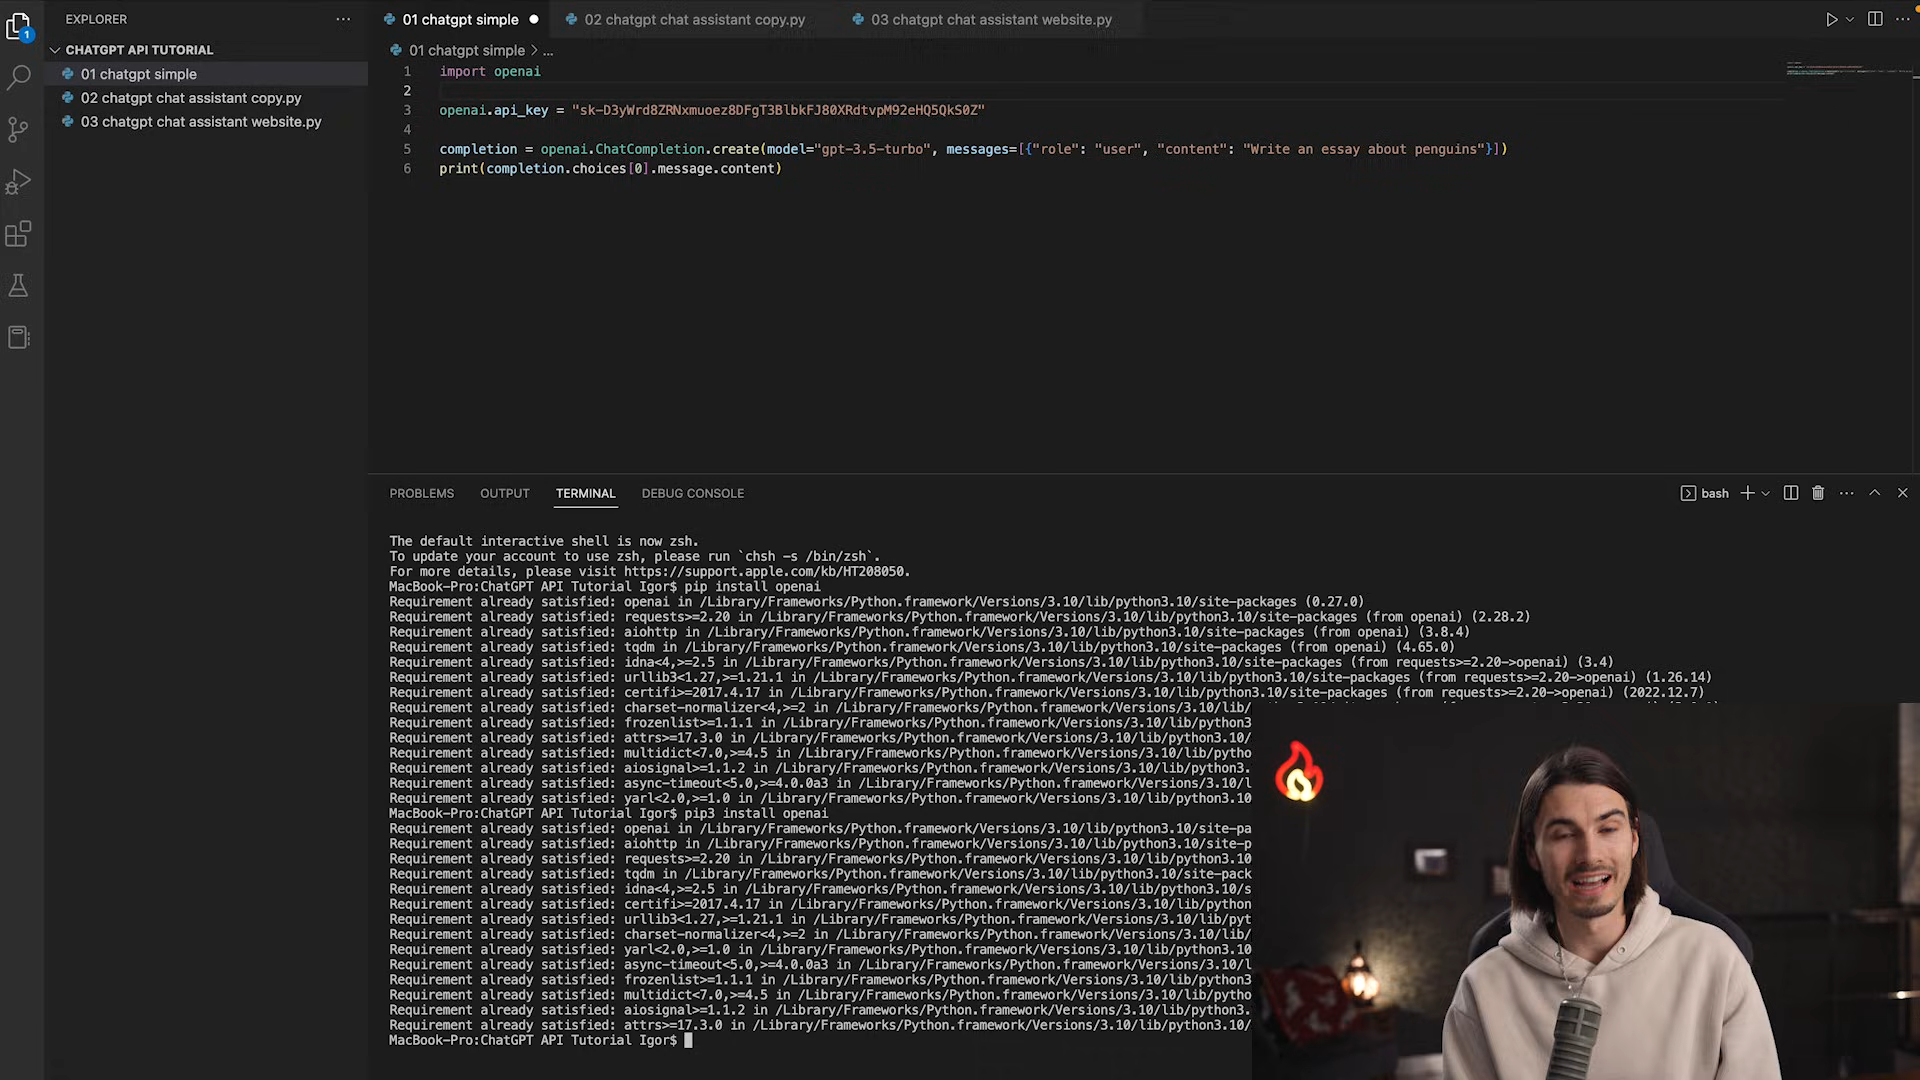 EXPLORER
CHATGPT API TUTORIAL
01 chatgpt simple
02 chatgpt chat assistant copy.py
03 chatgpt chat assistant website.py
1
01 chatgpt simple
02 chatgpt chat assistant copy.py
03 chatgpt chat assistant website.py
01 chatgpt simple > ...
1 import openai
2
3 openai.api_key = "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"
4
5 completion = openai.ChatCompletion.create(model="gpt-3.5-turbo", messages=[{"role": "user", "content": "Write an essay about penguins"}])
6 print(completion.choices[0].message.content)
PROBLEMS OUTPUT TERMINAL DEBUG CONSOLE
bash
The default interactive shell is now zsh.
To update your account to use zsh, please run `chsh -s /bin/zsh`.
For more details, please visit https://support.apple.com/kb/HT208050.
MacBook-Pro:ChatGPT API Tutorial Igor$ pip install openai
Requirement already satisfied: openai in /Library/Frameworks/Python.framework/Versions/3.10/lib/python3.10/site-packages (0.27.0)
Requirement already satisfied: requests>=2.20 in /Library/Frameworks/Python.framework/Versions/3.10/lib/python3.10/site-packages (from openai) (2.28.2)
Requirement already satisfied: aiohttp in /Library/Frameworks/Python.framework/Versions/3.10/lib/python3.10/site-packages (from openai) (3.8.4)
Requirement already satisfied: tqdm in /Library/Frameworks/Python.framework/Versions/3.10/lib/python3.10/site-packages (from openai) (4.65.0)
Requirement already satisfied: idna<4,>=2.5 in /Library/Frameworks/Python.framework/Versions/3.10/lib/python3.10/site-packages (from requests>=2.20->openai) (3.4)
Requirement already satisfied: urllib3<1.27,>=1.21.1 in /Library/Frameworks/Python.framework/Versions/3.10/lib/python3.10/site-packages (from requests>=2.20->openai) (1.26.14)
Requirement already satisfied: certifi>=2017.4.17 in /Library/Frameworks/Python.framework/Versions/3.10/lib/python3.10/site-packages (from requests>=2.20->openai) (2022.12.7)
Requirement already satisfied: charset-normalizer<4,>=2 in /Library/Frameworks/Python.framework/Versions/3.10/lib/
Requirement already satisfied: frozenlist>=1.1.1 in /Library/Frameworks/Python.framework/Versions/3.10/lib/python3
Requirement already satisfied: attrs>=17.3.0 in /Library/Frameworks/Python.framework/Versions/3.10/lib/python3.10/
Requirement already satisfied: multidict<7.0,>=4.5 in /Library/Frameworks/Python.framework/Versions/3.10/lib/pytho
Requirement already satisfied: aiosignal>=1.1.2 in /Library/Frameworks/Python.framework/Versions/3.10/lib/python3.
Requirement already satisfied: async-timeout<5.0,>=4.0.0a3 in /Library/Frameworks/Python.framework/Versions/3.10/l
Requirement already satisfied: yarl<2.0,>=1.0 in /Library/Frameworks/Python.framework/Versions/3.10/lib/python3.10
MacBook-Pro:ChatGPT API Tutorial Igor$ pip3 install openai
Requirement already satisfied: openai in /Library/Frameworks/Python.framework/Versions/3.10/lib/python3.10/site-pa
Requirement already satisfied: aiohttp in /Library/Frameworks/Python.framework/Versions/3.10/lib/python3.10/site-p
Requirement already satisfied: requests>=2.20 in /Library/Frameworks/Python.framework/Versions/3.10/lib/python3.10
Requirement already satisfied: tqdm in /Library/Frameworks/Python.framework/Versions/3.10/lib/python3.10/site-pack
Requirement already satisfied: idna<4,>=2.5 in /Library/Frameworks/Python.framework/Versions/3.10/lib/python3.10/s
Requirement already satisfied: certifi>=2017.4.17 in /Library/Frameworks/Python.framework/Versions/3.10/lib/python
Requirement already satisfied: urllib3<1.27,>=1.21.1 in /Library/Frameworks/Python.framework/Versions/3.10/lib/pyt
Requirement already satisfied: charset-normalizer<4,>=2 in /Library/Frameworks/Python.framework/Versions/3.10/lib/
Requirement already satisfied: yarl<2.0,>=1.0 in /Library/Frameworks/Python.framework/Versions/3.10/lib/python3.10
Requirement already satisfied: async-timeout<5.0,>=4.0.0a3 in /Library/Frameworks/Python.framework/Versions/3.10/l
Requirement already satisfied: frozenlist>=1.1.1 in /Library/Frameworks/Python.framework/Versions/3.10/lib/python3
Requirement already satisfied: multidict<7.0,>=4.5 in /Library/Frameworks/Python.framework/Versions/3.10/lib/pytho
Requirement already satisfied: aiosignal>=1.1.2 in /Library/Frameworks/Python.framework/Versions/3.10/lib/python3.
Requirement already satisfied: attrs>=17.3.0 in /Library/Frameworks/Python.framework/Versions/3.10/lib/python3.10/
MacBook-Pro:ChatGPT API Tutorial Igor$